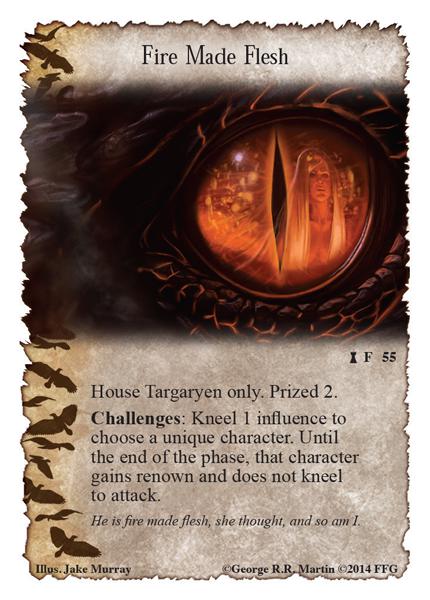 Fire Made Flesh
F 55
House Targaryen only. Prized 2.
Challenges: Kneel 1 influence to
choose a unique character. Until
the end of the phase, that character
gains renown and does not kneel
to attack.
He is fire made flesh, she thought, and so am I.
Illus. Jake Murray ©George R.R. Martin ©2014 FFG